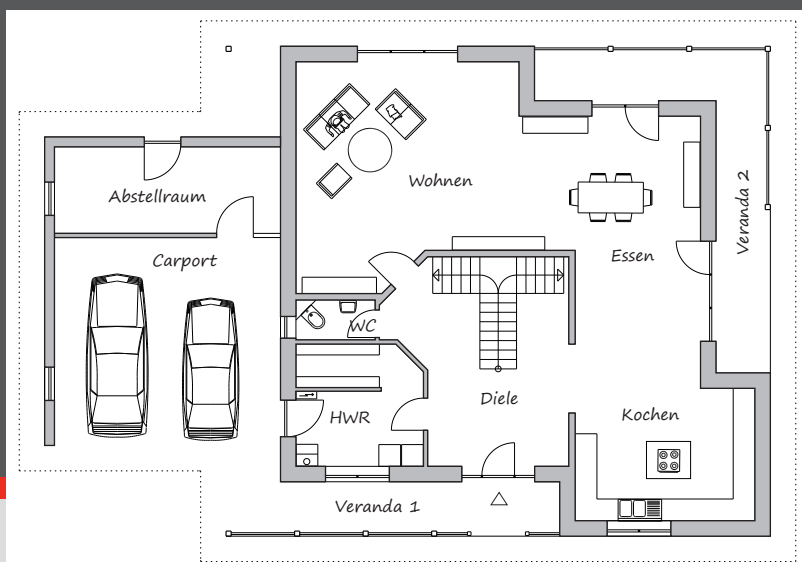 Wohnen
Abstellraum
Veranda 2
Essen
Carport
WC
Diele
HWR
Kochen
Veranda 1